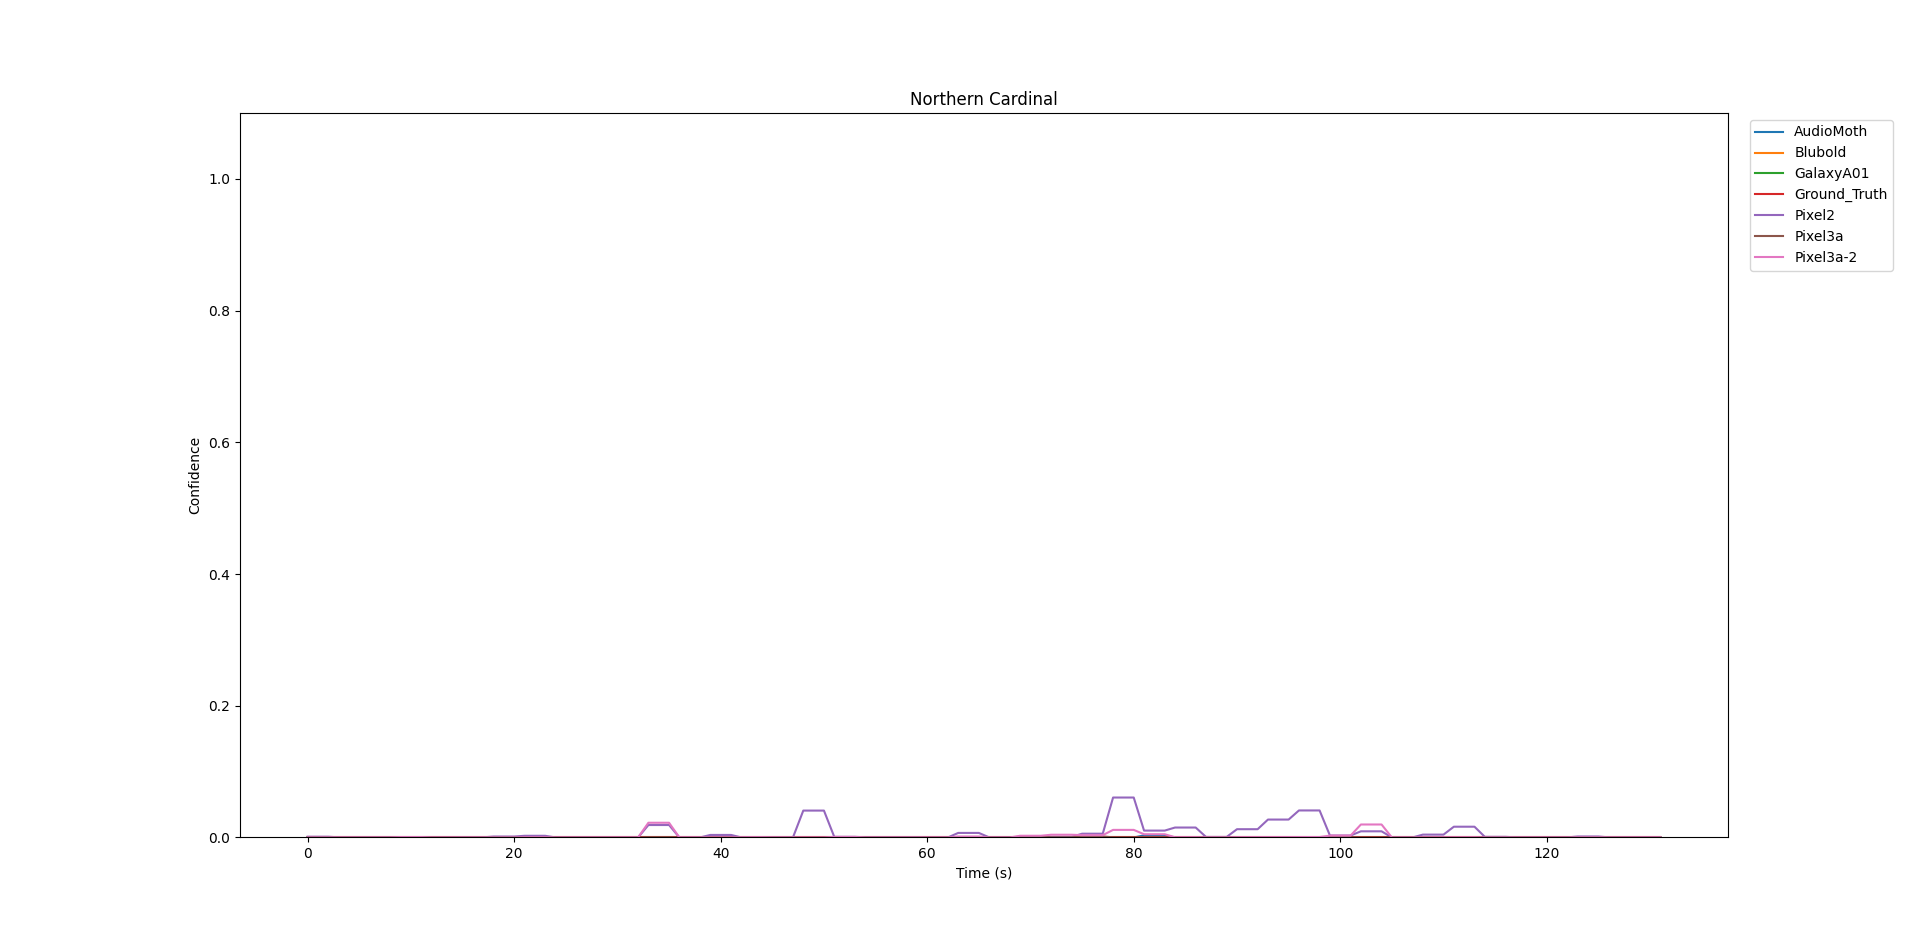 Northern Cardinal
AudioMoth
Blubold
GalaxyA01
Ground_Truth
Pixel2
Pixel3a
Pixel3a-2
Confidence
1.0
0.8
0.6
0.4
0.2
0.0
0 20 40 60 80 100 120
Time (s)